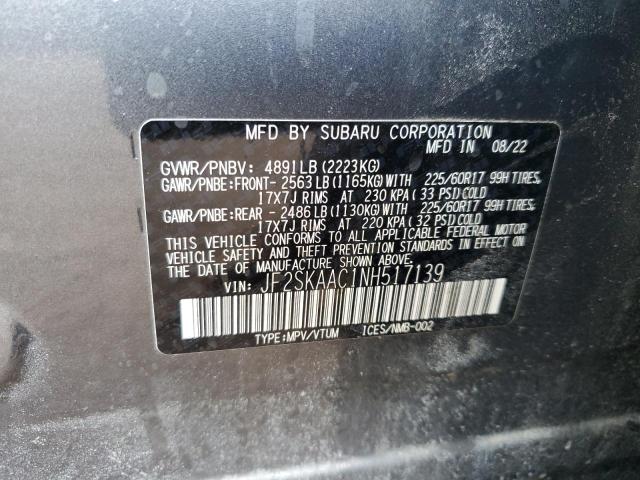 MFD BY SUBARU CORPORATION
MFD IN 08/22
GVWR/PNBV: 4891LB (2223KG)
GAWR/PNBE:FRONT- 2563LB (1165KG) WITH 225/60R17 99H TIRES,
17X7J RIMS AT 230 KPA (33 PSI) COLD
GAWR/PNBE:REAR - 2486LB (1130KG) WITH 225/60R17 99H TIRES,
17X7J RIMS AT 220 KPA (32 PSI) COLD
THIS VEHICLE CONFORMS TO ALL APPLICABLE FEDERAL MOTOR
VEHICLE SAFETY AND THEFT PREVENTION STANDARDS IN EFFECT
ON THE DATE OF MANUFACTURE SHOWN ABOVE.
VIN: JF2SKAAC1NH517139
TYPE:MPV/VTUM ICES/NMB-002